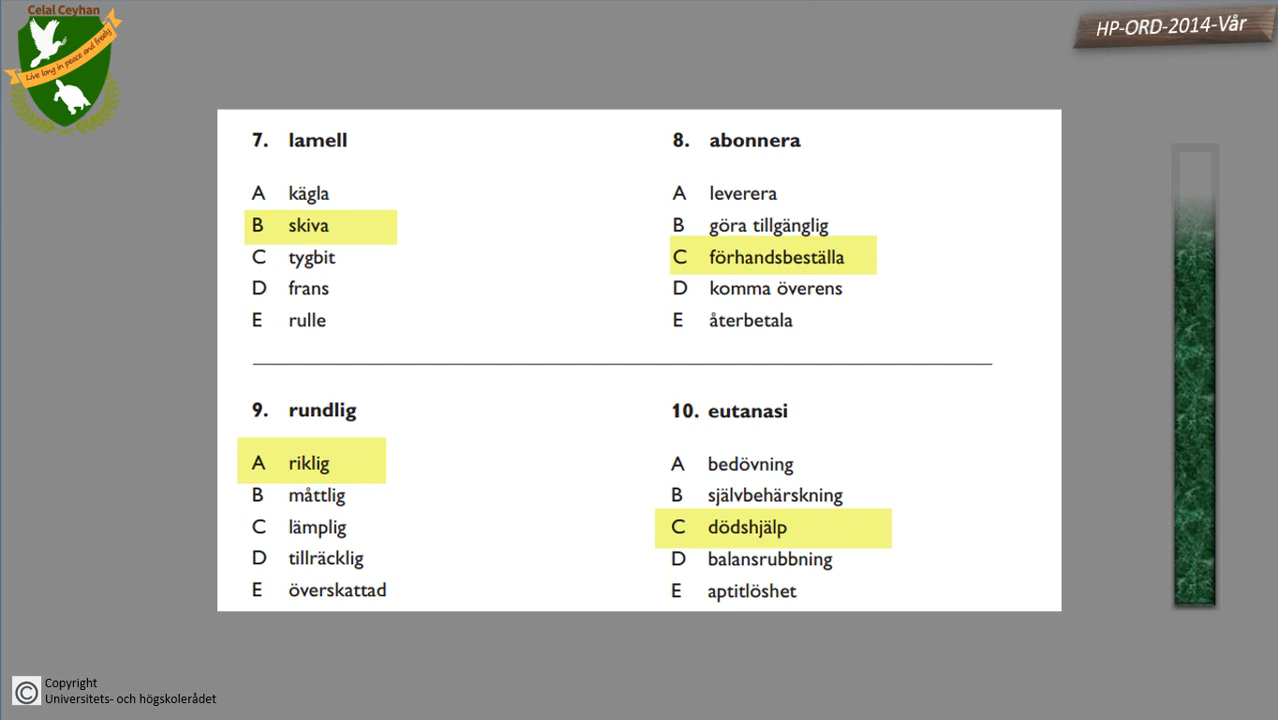 Celal Ceyhan
Live long in peace and freely
HP-ORD-2014-Vår
7. lamell
A kägla
B skiva
C tygbit
D frans
E rulle
8. abonnera
A leverera
B göra tillgänglig
C förhandsbeställa
D komma överens
E återbetala
9. rundlig
A riklig
B måttlig
C lämplig
D tillräcklig
E överskattad
10. eutanasi
A bedövning
B självbehärskning
C dödshjälp
D balansrubbning
E aptitlöshet
© Copyright
Universitets- och högskolerådet